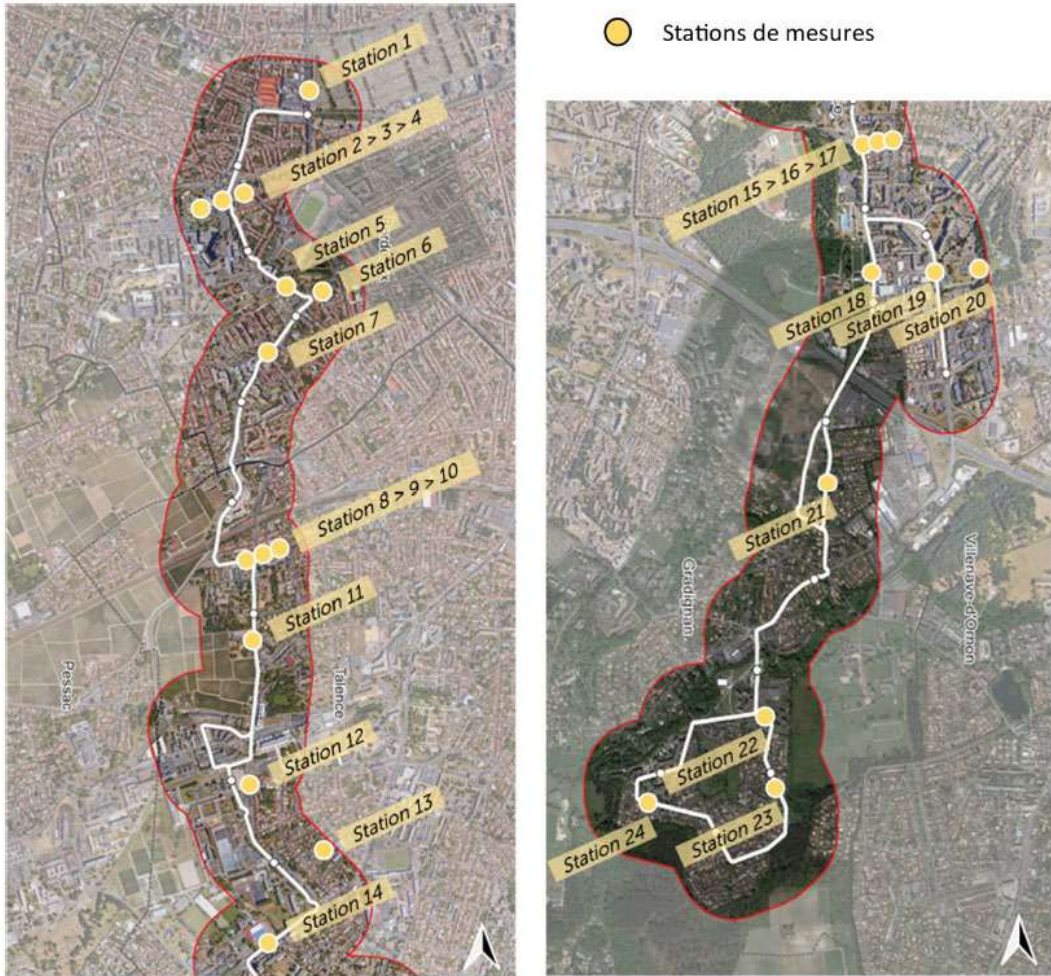 Stations de mesures
Station 1
Station 2 > 3 > 4
Station 5
Station 6
Station 7
Station 8 > 9 > 10
Station 11
Pessac
Talence
Station 12
Station 13
Station 14
Station 15 > 16 > 17
Station 18
Station 19
Station 20
Station 21
Gradignan
Villenave-d'Ornon
Station 22
Station 23
Station 24